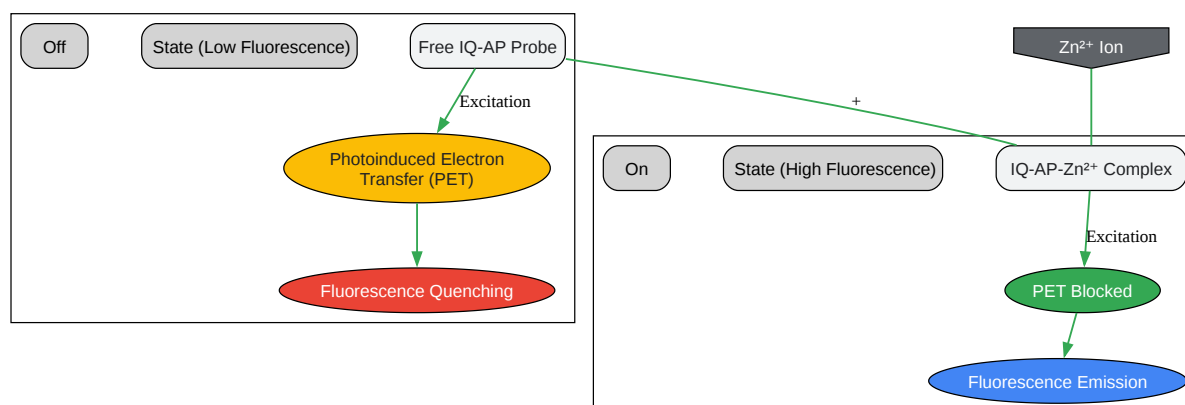 Off
State (Low Fluorescence)
Free IQ-AP Probe
Zn²⁺ Ion
Excitation
+
Photoinduced Electron
Transfer (PET)
On
State (High Fluorescence)
IQ-AP-Zn²⁺ Complex
Excitation
Fluorescence Quenching
PET Blocked
Fluorescence Emission